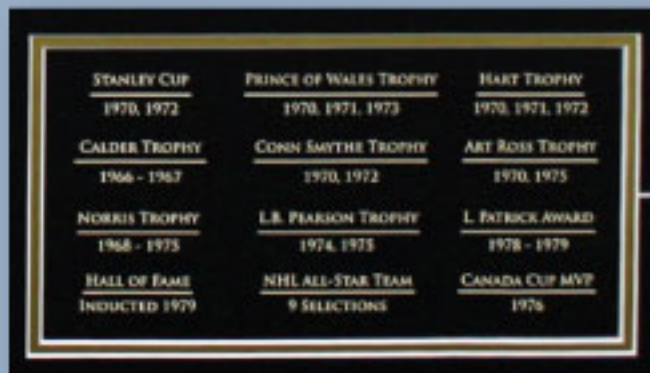 STANLEY CUP PRINCE OF WALES TROPHY HART TROPHY
1970, 1972 1970, 1971, 1973 1970, 1971, 1972
CALDER TROPHY CONN SMYTHE TROPHY ART ROSS TROPHY
1966 - 1967 1970, 1972 1970, 1975
NORRIS TROPHY L.B. PEARSON TROPHY L. PATRICK AWARD
1968 - 1975 1974, 1975 1978 - 1979
HALL OF FAME NHL ALL-STAR TEAM CANADA CUP MVP
INDUCTED 1979 9 SELECTIONS 1976